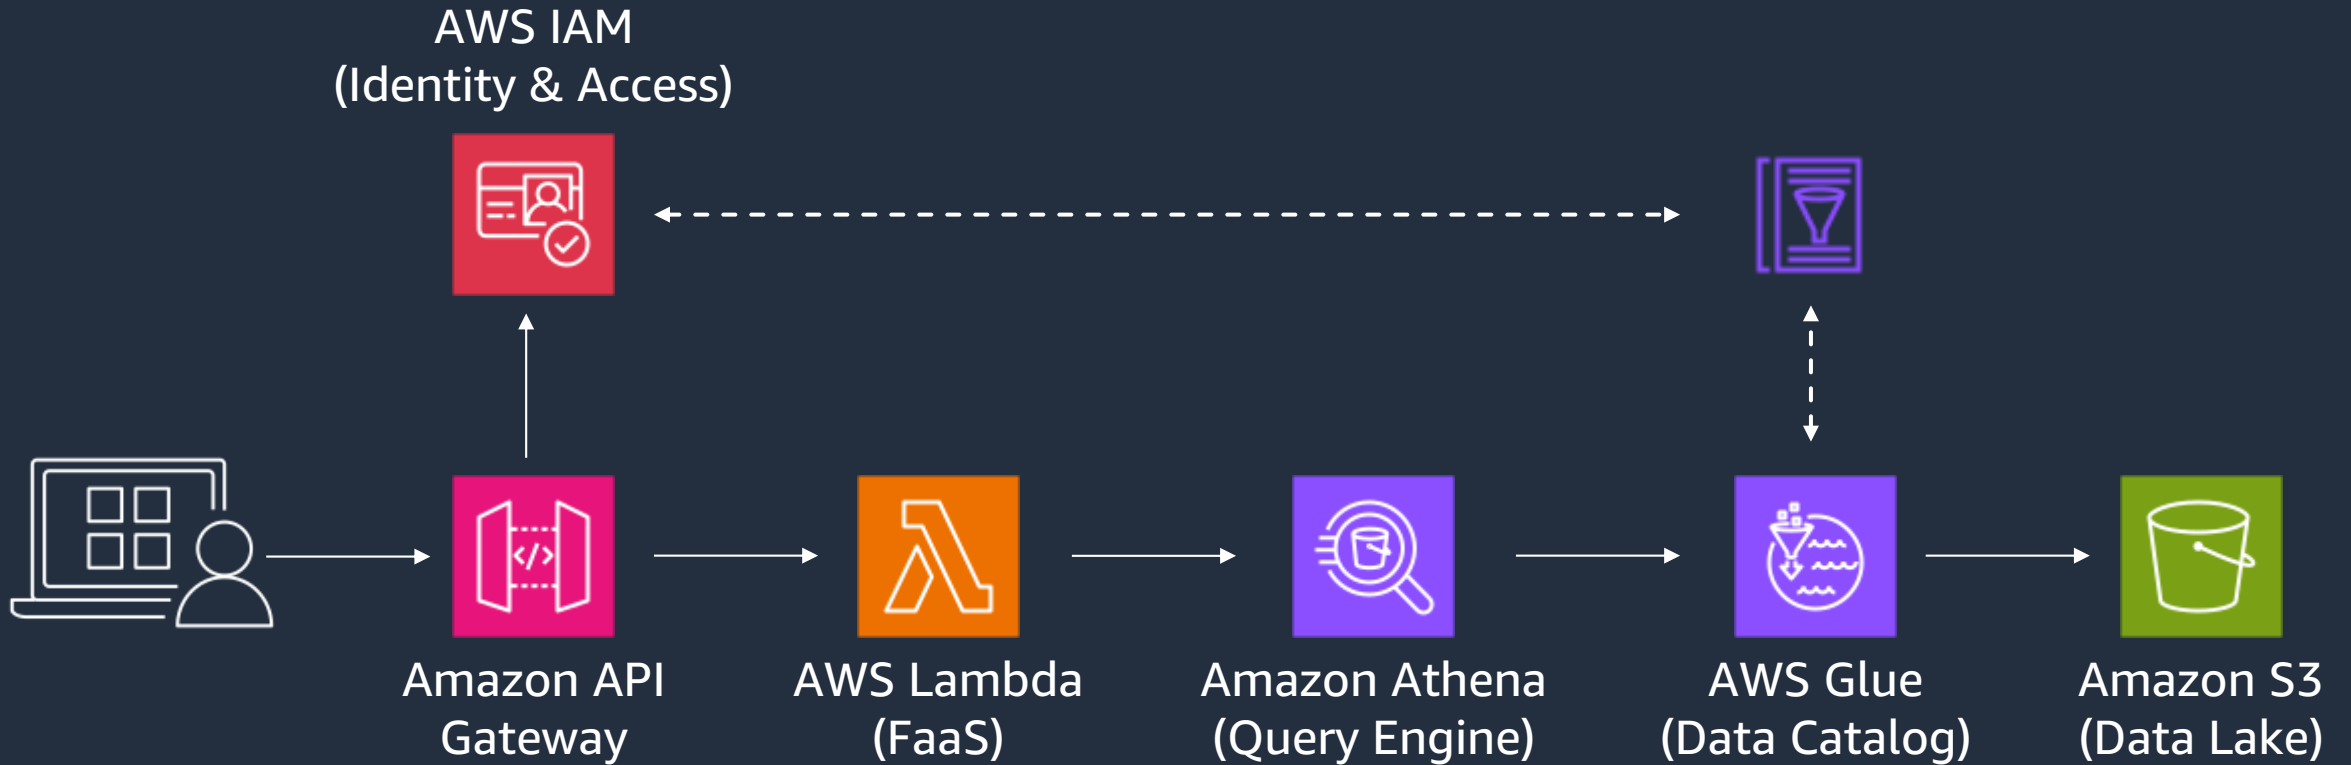 AWS IAM
(Identity & Access)
</>
Amazon API
Gateway
AWS Lambda
(FaaS)
Amazon Athena
(Query Engine)
AWS Glue
(Data Catalog)
Amazon S3
(Data Lake)